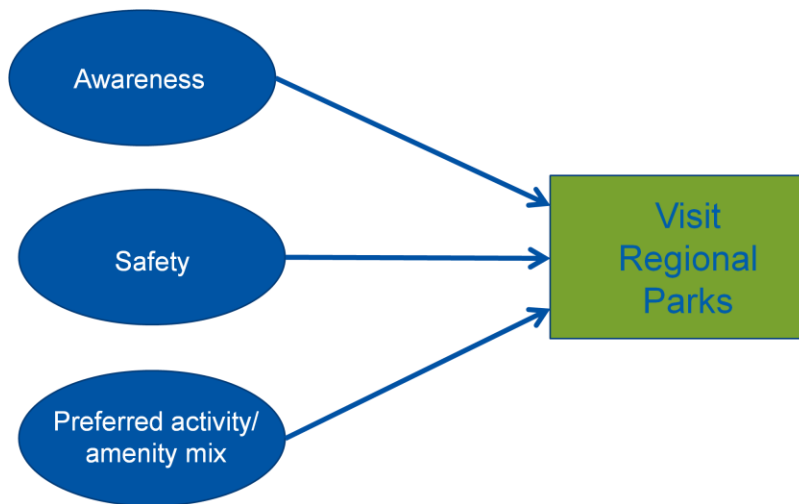 Awareness
Safety
Preferred activity/
amenity mix
Visit
Regional
Parks